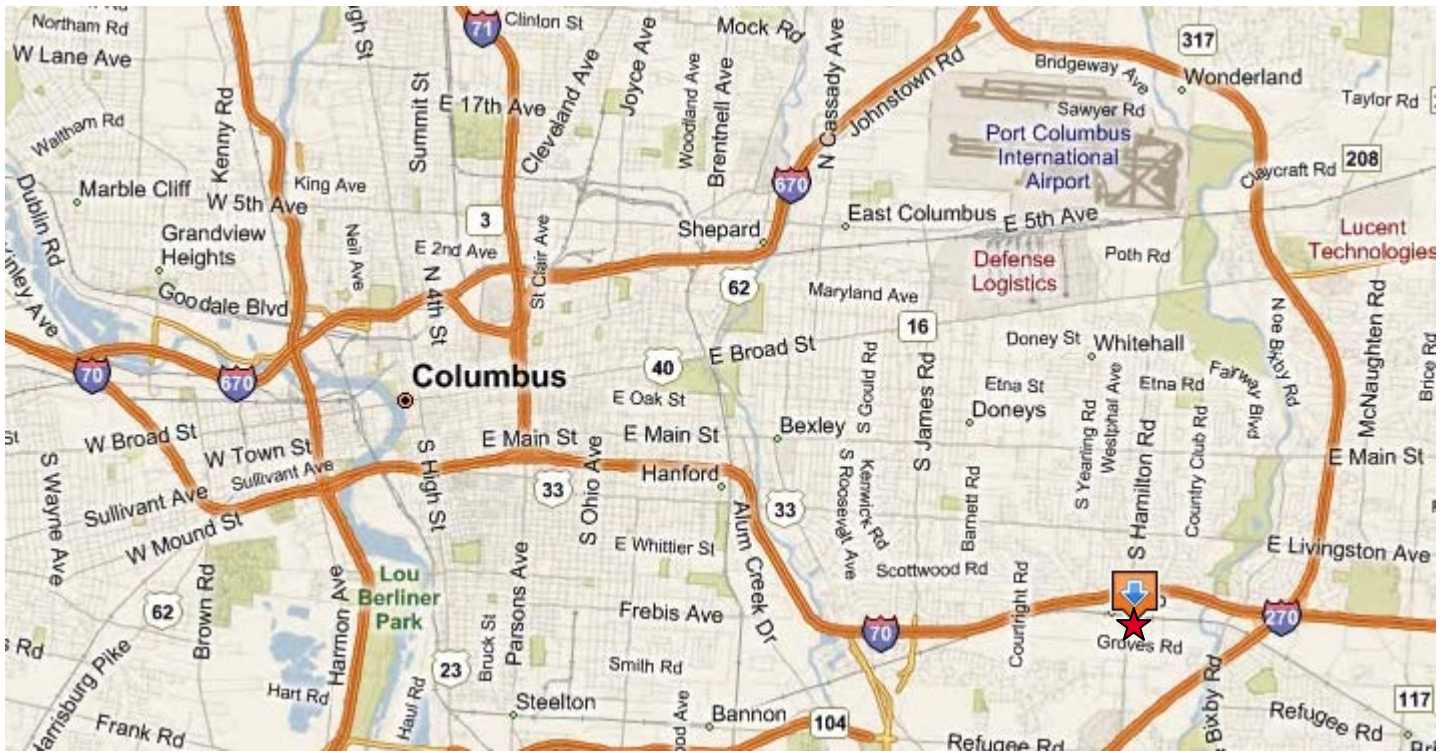 Northam Rd
W Lane Ave
71
Clinton St
Mock Rd
317
Bridgeway Ave
Wonderland
Kenny Rd
Summit St
E 17th Ave
Cleveland Ave
Joyce Ave
Woodland Ave
Brentnell Ave
N Cassady Ave
Johnstown Rd
Sawyer Rd
Taylor Rd
Port Columbus
International
Airport
Waltham Rd
Marble Cliff
King Ave
W 5th Ave
670
208
Claycraft Rd
Dublin Rd
Grandview
Heights
Neil Ave
3
E 2nd Ave
N 4th St
St Clair Ave
Shepard
East Columbus
E 5th Ave
Lucent
Technologies
Defense
Logistics
Poth Rd
62
Maryland Ave
Goodale Blvd
16
Doney St
Whitehall
Noe Bixby Rd
McNaughten Rd
Brice Rd
70
670
Columbus
40
E Broad St
S Gould Rd
S James Rd
Etna St
Doneys
Etna Rd
Fairway Blvd
E Oak St
W Broad St
W Town St
Sullivant Ave
E Main St
E Main St
Bexley
S Yearling Rd
Westphal Ave
S Hamilton Rd
Country Club Rd
E Main St
S Wayne Ave
Sullivant Ave
S High St
33
S Ohio Ave
Hanford
33
S Roosevelt Ave
Kenwick Rd
Barnett Rd
W Mound St
E Whittier St
Alum Creek Dr
Scottwood Rd
E Livingston Ave
62
Brown Rd
Harmon Ave
Lou
Berliner
Park
Parsons Ave
Frebis Ave
70
Courtright Rd
Groves Rd
270
Harrisburg Pike
23
Bruck St
Smith Rd
Hart Rd
Haul Rd
Steelton
Bannon
104
Bixby Rd
117
Frank Rd
Refugee Rd
Refugee Rd